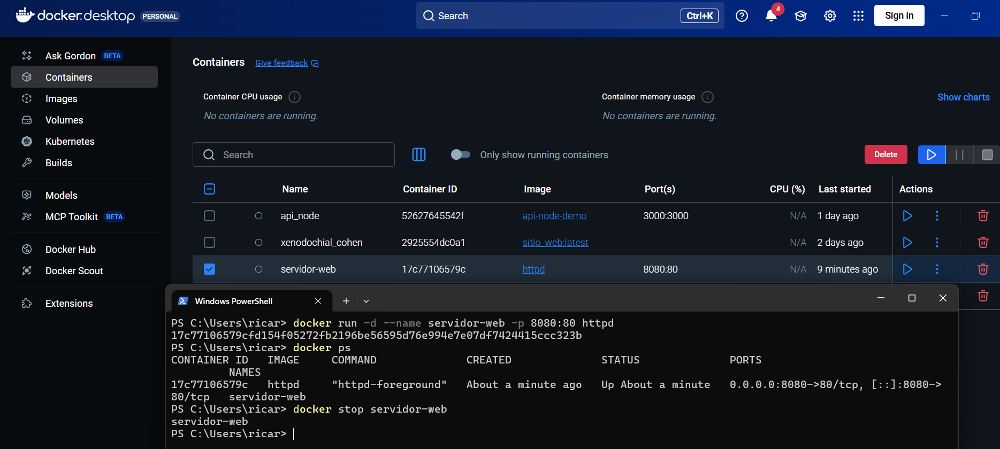 docker.desktop PERSONAL
Search Ctrl+K
4
Sign in
Ask Gordon BETA
Containers
Images
Volumes
Kubernetes
Builds
Models
MCP Toolkit BETA
Docker Hub
Docker Scout
Extensions
Containers Give feedback
Container CPU usage
No containers are running.
Container memory usage
No containers are running.
Show charts
Search
Only show running containers
Delete
Name Container ID Image Port(s) CPU (%) Last started Actions
api_node 52627645542f api-node-demo 3000:3000 N/A 1 day ago
xenodochial_cohen 2925554dc0a1 sitio_web:latest N/A 2 days ago
servidor-web 17c77106579c httpd 8080:80 N/A 9 minutes ago
Windows PowerShell
PS C:\Users\ricar> docker run -d --name servidor-web -p 8080:80 httpd
17c77106579cfd154f05272fb2196be56595d76e994e7e07df7424415ccc323b
PS C:\Users\ricar> docker ps
CONTAINER ID IMAGE COMMAND CREATED STATUS PORTS
NAMES
17c77106579c httpd "httpd-foreground" About a minute ago Up About a minute 0.0.0.0:8080->80/tcp, [::]:8080->
80/tcp servidor-web
PS C:\Users\ricar> docker stop servidor-web
servidor-web
PS C:\Users\ricar>